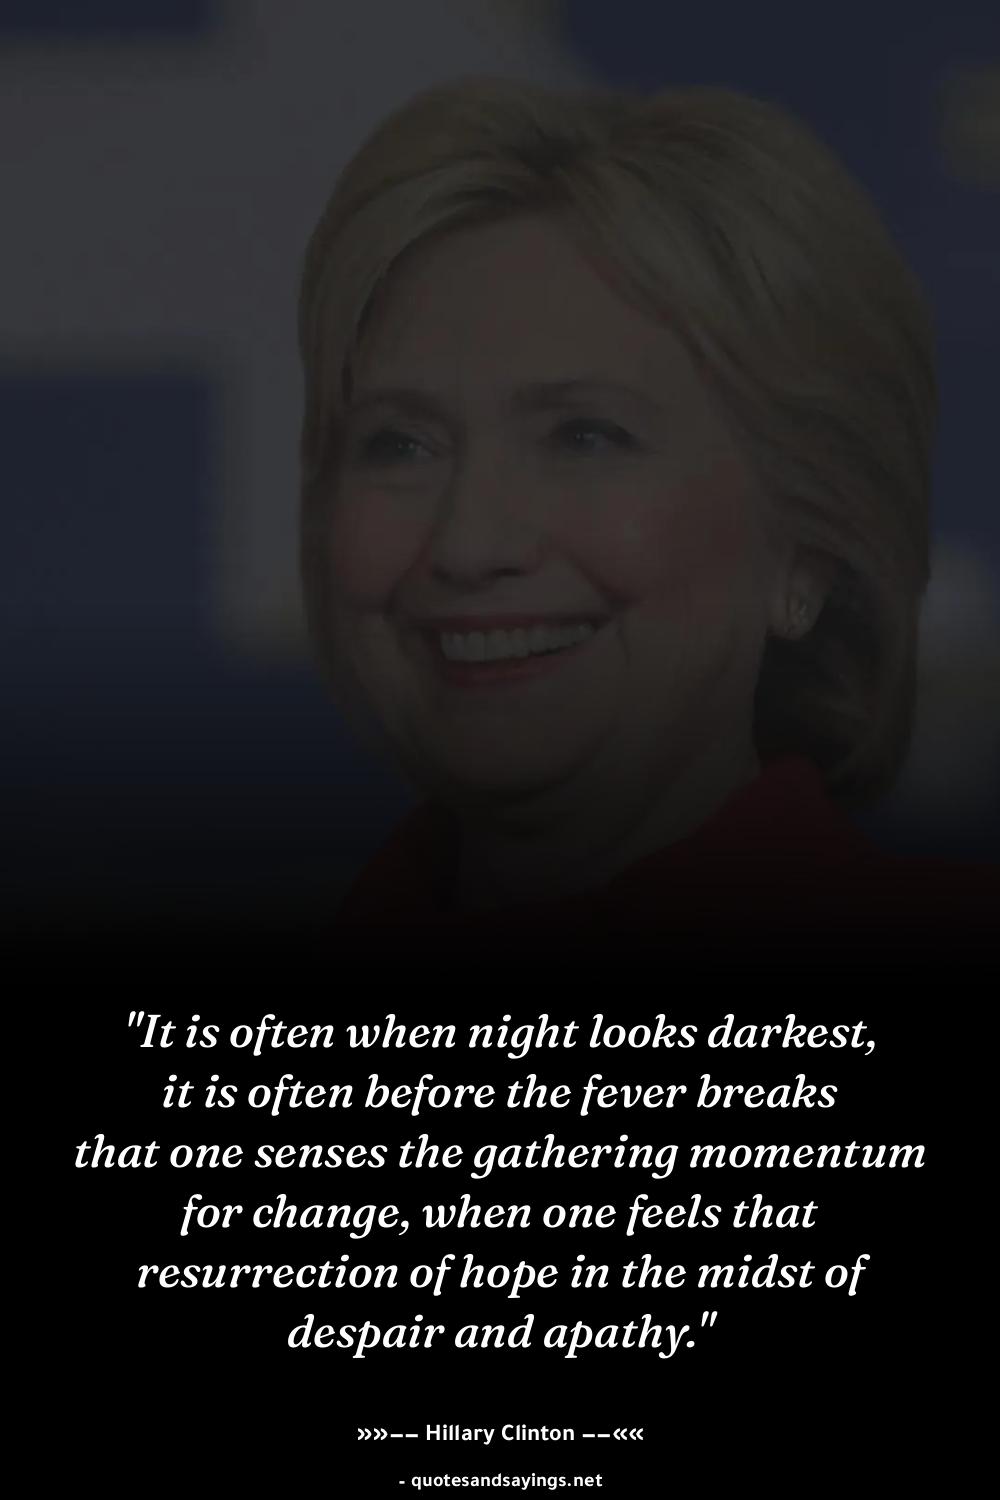 "It is often when night looks darkest,
it is often before the fever breaks
that one senses the gathering momentum
for change, when one feels that
resurrection of hope in the midst of
despair and apathy."
»»−− Hillary Clinton −−««
- quotesandsayings.net